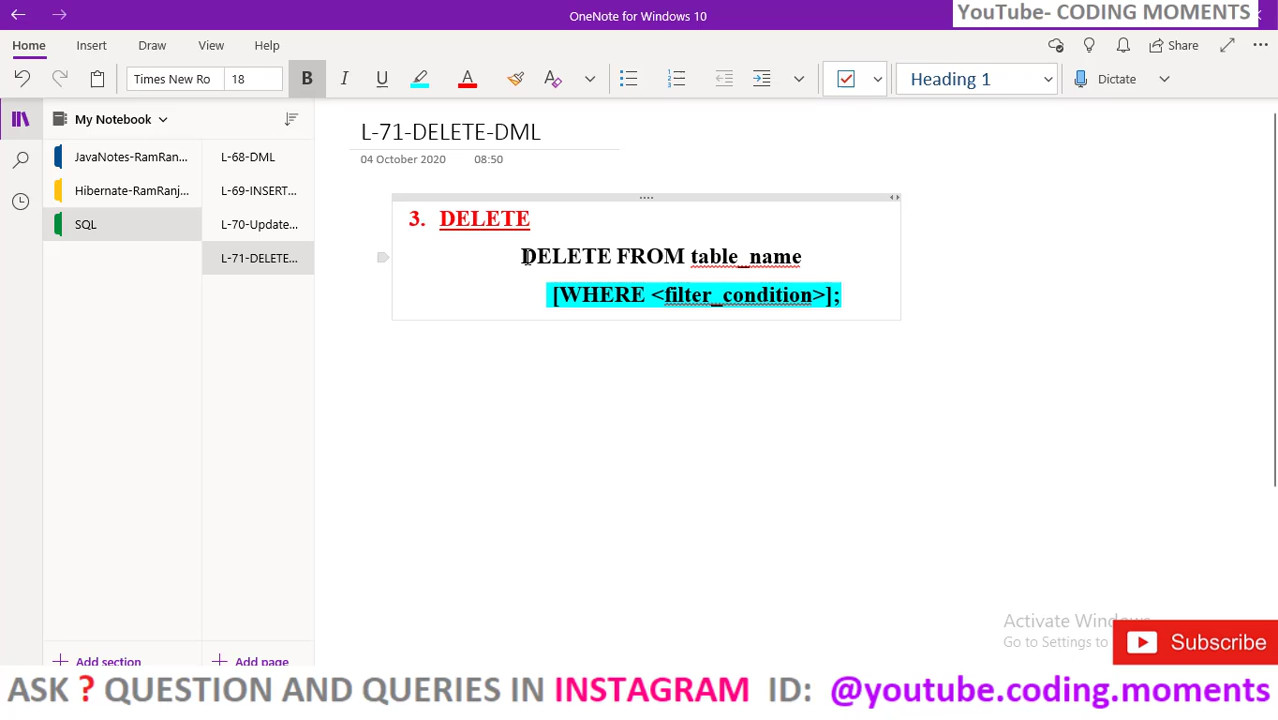 OneNote for Windows 10
YouTube- CODING MOMENTS
Home
Insert
Draw
View
Help
Share
Times New Ro
18
B
I
U
A
A
Heading 1
Dictate
My Notebook
JavaNotes-RamRan...
Hibernate-RamRanj...
SQL
L-68-DML
L-69-INSERT...
L-70-Update...
L-71-DELETE...
L-71-DELETE-DML
04 October 2020 08:50
3. DELETE
DELETE FROM table_name
[WHERE <filter_condition>];
Add section
Add page
Activate Windows
Go to Settings to
Subscribe
ASK ? QUESTION AND QUERIES IN INSTAGRAM ID: @youtube.coding.moments